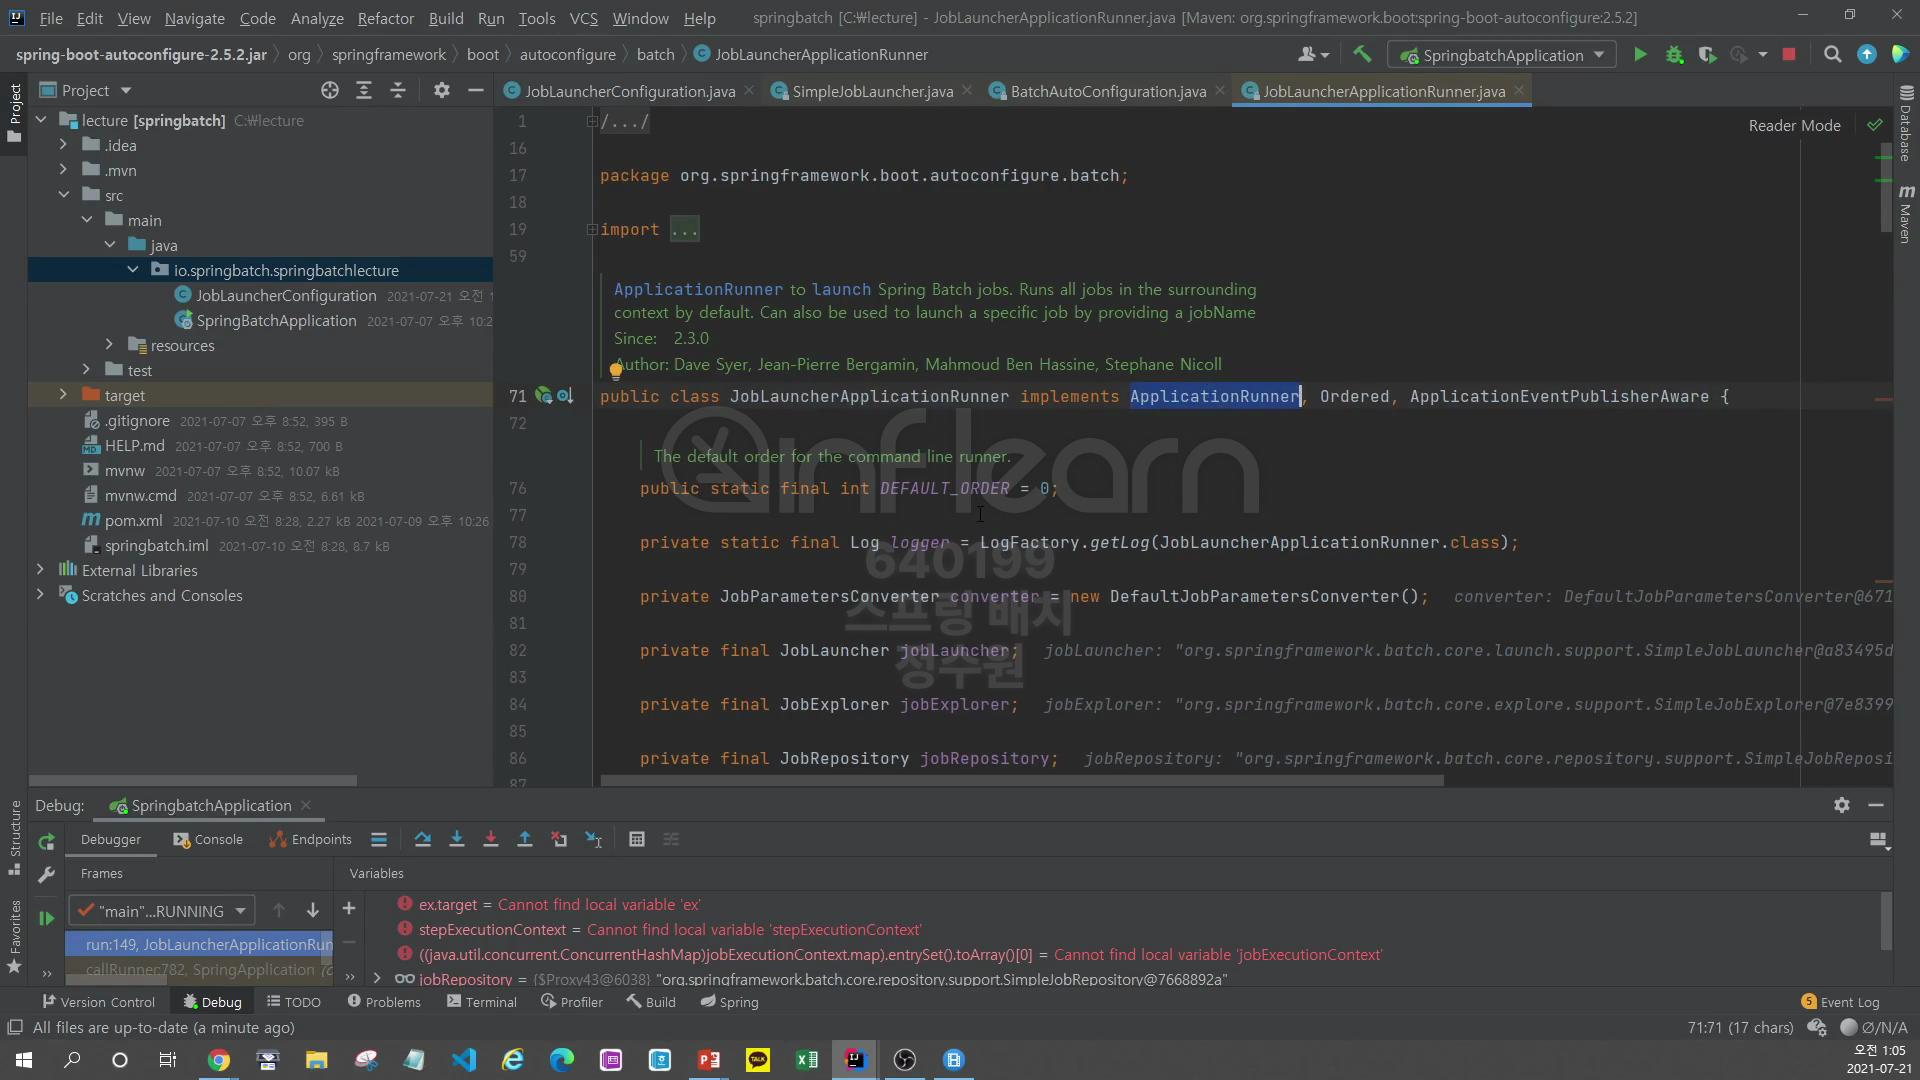 File Edit View Navigate Code Analyze Refactor Build Run Tools VCS Window Help springbatch [C:\lecture] - JobLauncherApplicationRunner.java [Maven: org.springframework.boot:spring-boot-autoconfigure:2.5.2]
spring-boot-autoconfigure-2.5.2.jar org springframework boot autoconfigure batch JobLauncherApplicationRunner SpringbatchApplication
Project
JobLauncherConfiguration.java SimpleJobLauncher.java BatchAutoConfiguration.java JobLauncherApplicationRunner.java
Project
Database
Maven
Structure
Favorites
lecture [springbatch] C:₩lecture
.idea
.mvn
src
main
java
io.springbatch.springbatchlecture
JobLauncherConfiguration 2021-07-21 오전 1
SpringBatchApplication 2021-07-07 오후 10:2
resources
test
target
.gitignore 2021-07-07 오후 8:52, 395 B
HELP.md 2021-07-07 오후 8:52, 700 B
mvnw 2021-07-07 오후 8:52, 10.07 kB
mvnw.cmd 2021-07-07 오후 8:52, 6.61 kB
pom.xml 2021-07-10 오전 8:28, 2.27 kB 2021-07-09 오후 10:26
springbatch.iml 2021-07-10 오전 8:28, 8.7 kB
External Libraries
Scratches and Consoles
Reader Mode
1 /.../
16
17 package org.springframework.boot.autoconfigure.batch;
18
19 import ...
59
ApplicationRunner to launch Spring Batch jobs. Runs all jobs in the surrounding
context by default. Can also be used to launch a specific job by providing a jobName
Since: 2.3.0
Author: Dave Syer, Jean-Pierre Bergamin, Mahmoud Ben Hassine, Stephane Nicoll
71 public class JobLauncherApplicationRunner implements ApplicationRunner, Ordered, ApplicationEventPublisherAware {
72
The default order for the command line runner.
76 public static final int DEFAULT_ORDER = 0;
77
78 private static final Log logger = LogFactory.getLog(JobLauncherApplicationRunner.class);
79
80 private JobParametersConverter converter = new DefaultJobParametersConverter(); converter: DefaultJobParametersConverter@671
81
82 private final JobLauncher jobLauncher; jobLauncher: "org.springframework.batch.core.launch.support.SimpleJobLauncher@a83495d
83
84 private final JobExplorer jobExplorer; jobExplorer: "org.springframework.batch.core.explore.support.SimpleJobExplorer@7e8399
85
86 private final JobRepository jobRepository; jobRepository: "org.springframework.batch.core.repository.support.SimpleJobReposi
87
inflearn
640199
스프링 배치
정수원
Debug: SpringbatchApplication
Debugger Console Endpoints
Frames Variables
"main"...RUNNING
run:149, JobLauncherApplicationRun
callRunner:782, SpringApplication (o
ex.target = Cannot find local variable 'ex'
stepExecutionContext = Cannot find local variable 'stepExecutionContext'
((java.util.concurrent.ConcurrentHashMap)jobExecutionContext.map).entrySet().toArray()[0] = Cannot find local variable 'jobExecutionContext'
jobRepository = {$Proxy43@6038} "org.springframework.batch.core.repository.support.SimpleJobRepository@7668892a"
Version Control Debug TODO Problems Terminal Profiler Build Spring 5 Event Log
All files are up-to-date (a minute ago) 71:71 (17 chars) Ø/N/A
오전 1:05
2021-07-21